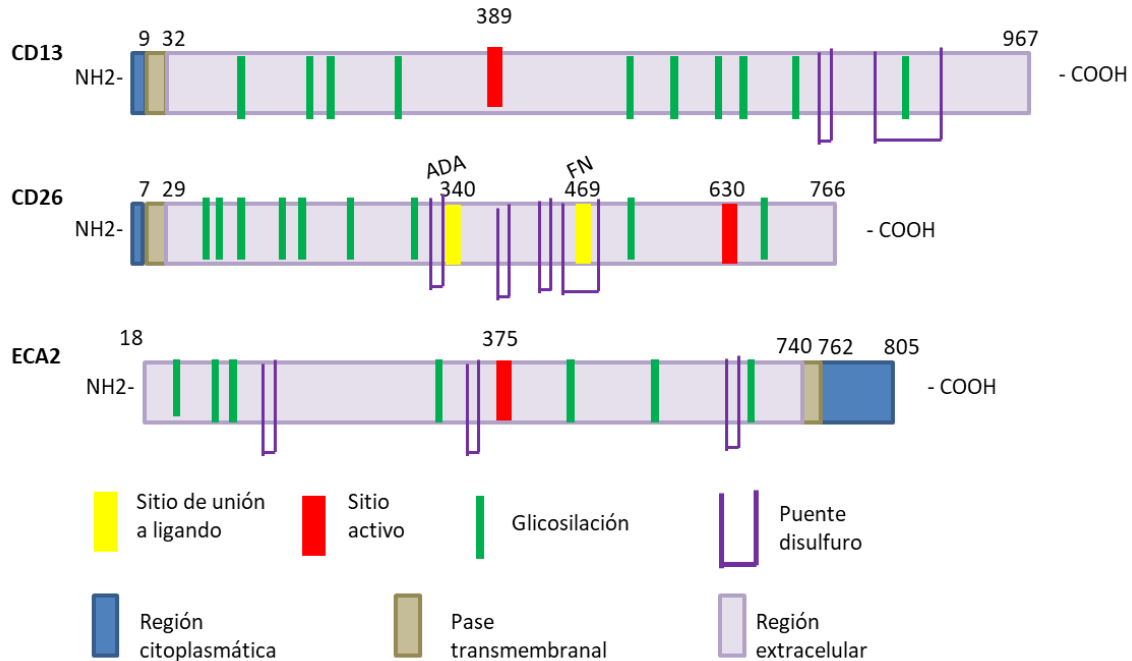 389
9 32 967
CD13
NH2- - COOH
ADA FN
7 29 340 469 630 766
CD26
NH2- - COOH
18 375 740 762 805
ECA2
NH2- - COOH
Sitio de unión
a ligando
Sitio
activo
Glicosilación
Puente
disulfuro
Región
citoplasmática
Pase
transmembranal
Región
extracelular